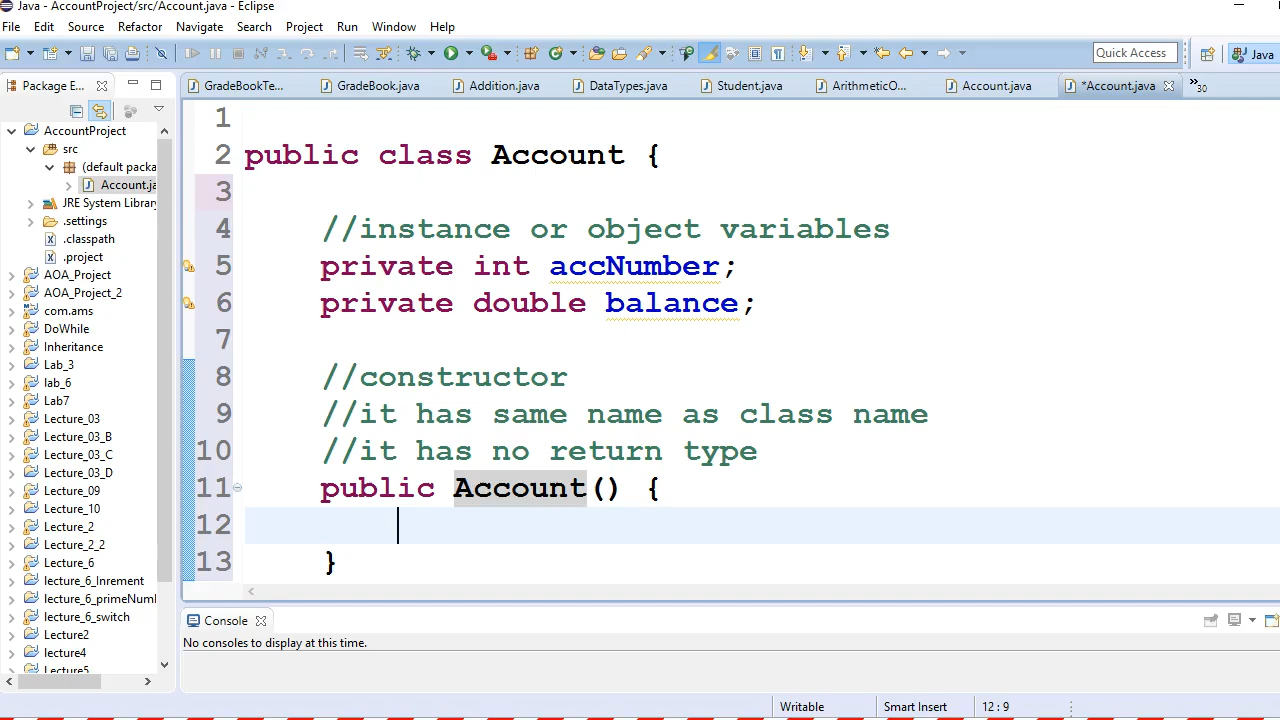 Java - AccountProject/src/Account.java - Eclipse
File Edit Source Refactor Navigate Search Project Run Window Help
Quick Access
Java
Package E...
GradeBookTe...
GradeBook.java
Addition.java
DataTypes.java
Student.java
ArithmeticO...
Account.java
*Account.java
30
AccountProject
src
(default packa
Account.ja
JRE System Library
.settings
.classpath
.project
AOA_Project
AOA_Project_2
com.ams
DoWhile
Inheritance
Lab_3
lab_6
Lab7
Lecture_03
Lecture_03_B
Lecture_03_C
Lecture_03_D
Lecture_09
Lecture_10
Lecture_2
Lecture_2_2
Lecture_6
lecture_6_Inrement
lecture_6_primeNuml
lecture_6_switch
Lecture2
lecture4
Lecture5
1
2 public class Account {
3
4 //instance or object variables
5 private int accNumber;
6 private double balance;
7
8 //constructor
9 //it has same name as class name
10 //it has no return type
11 public Account() {
12
13 }
Console
No consoles to display at this time.
Writable
Smart Insert
12 : 9